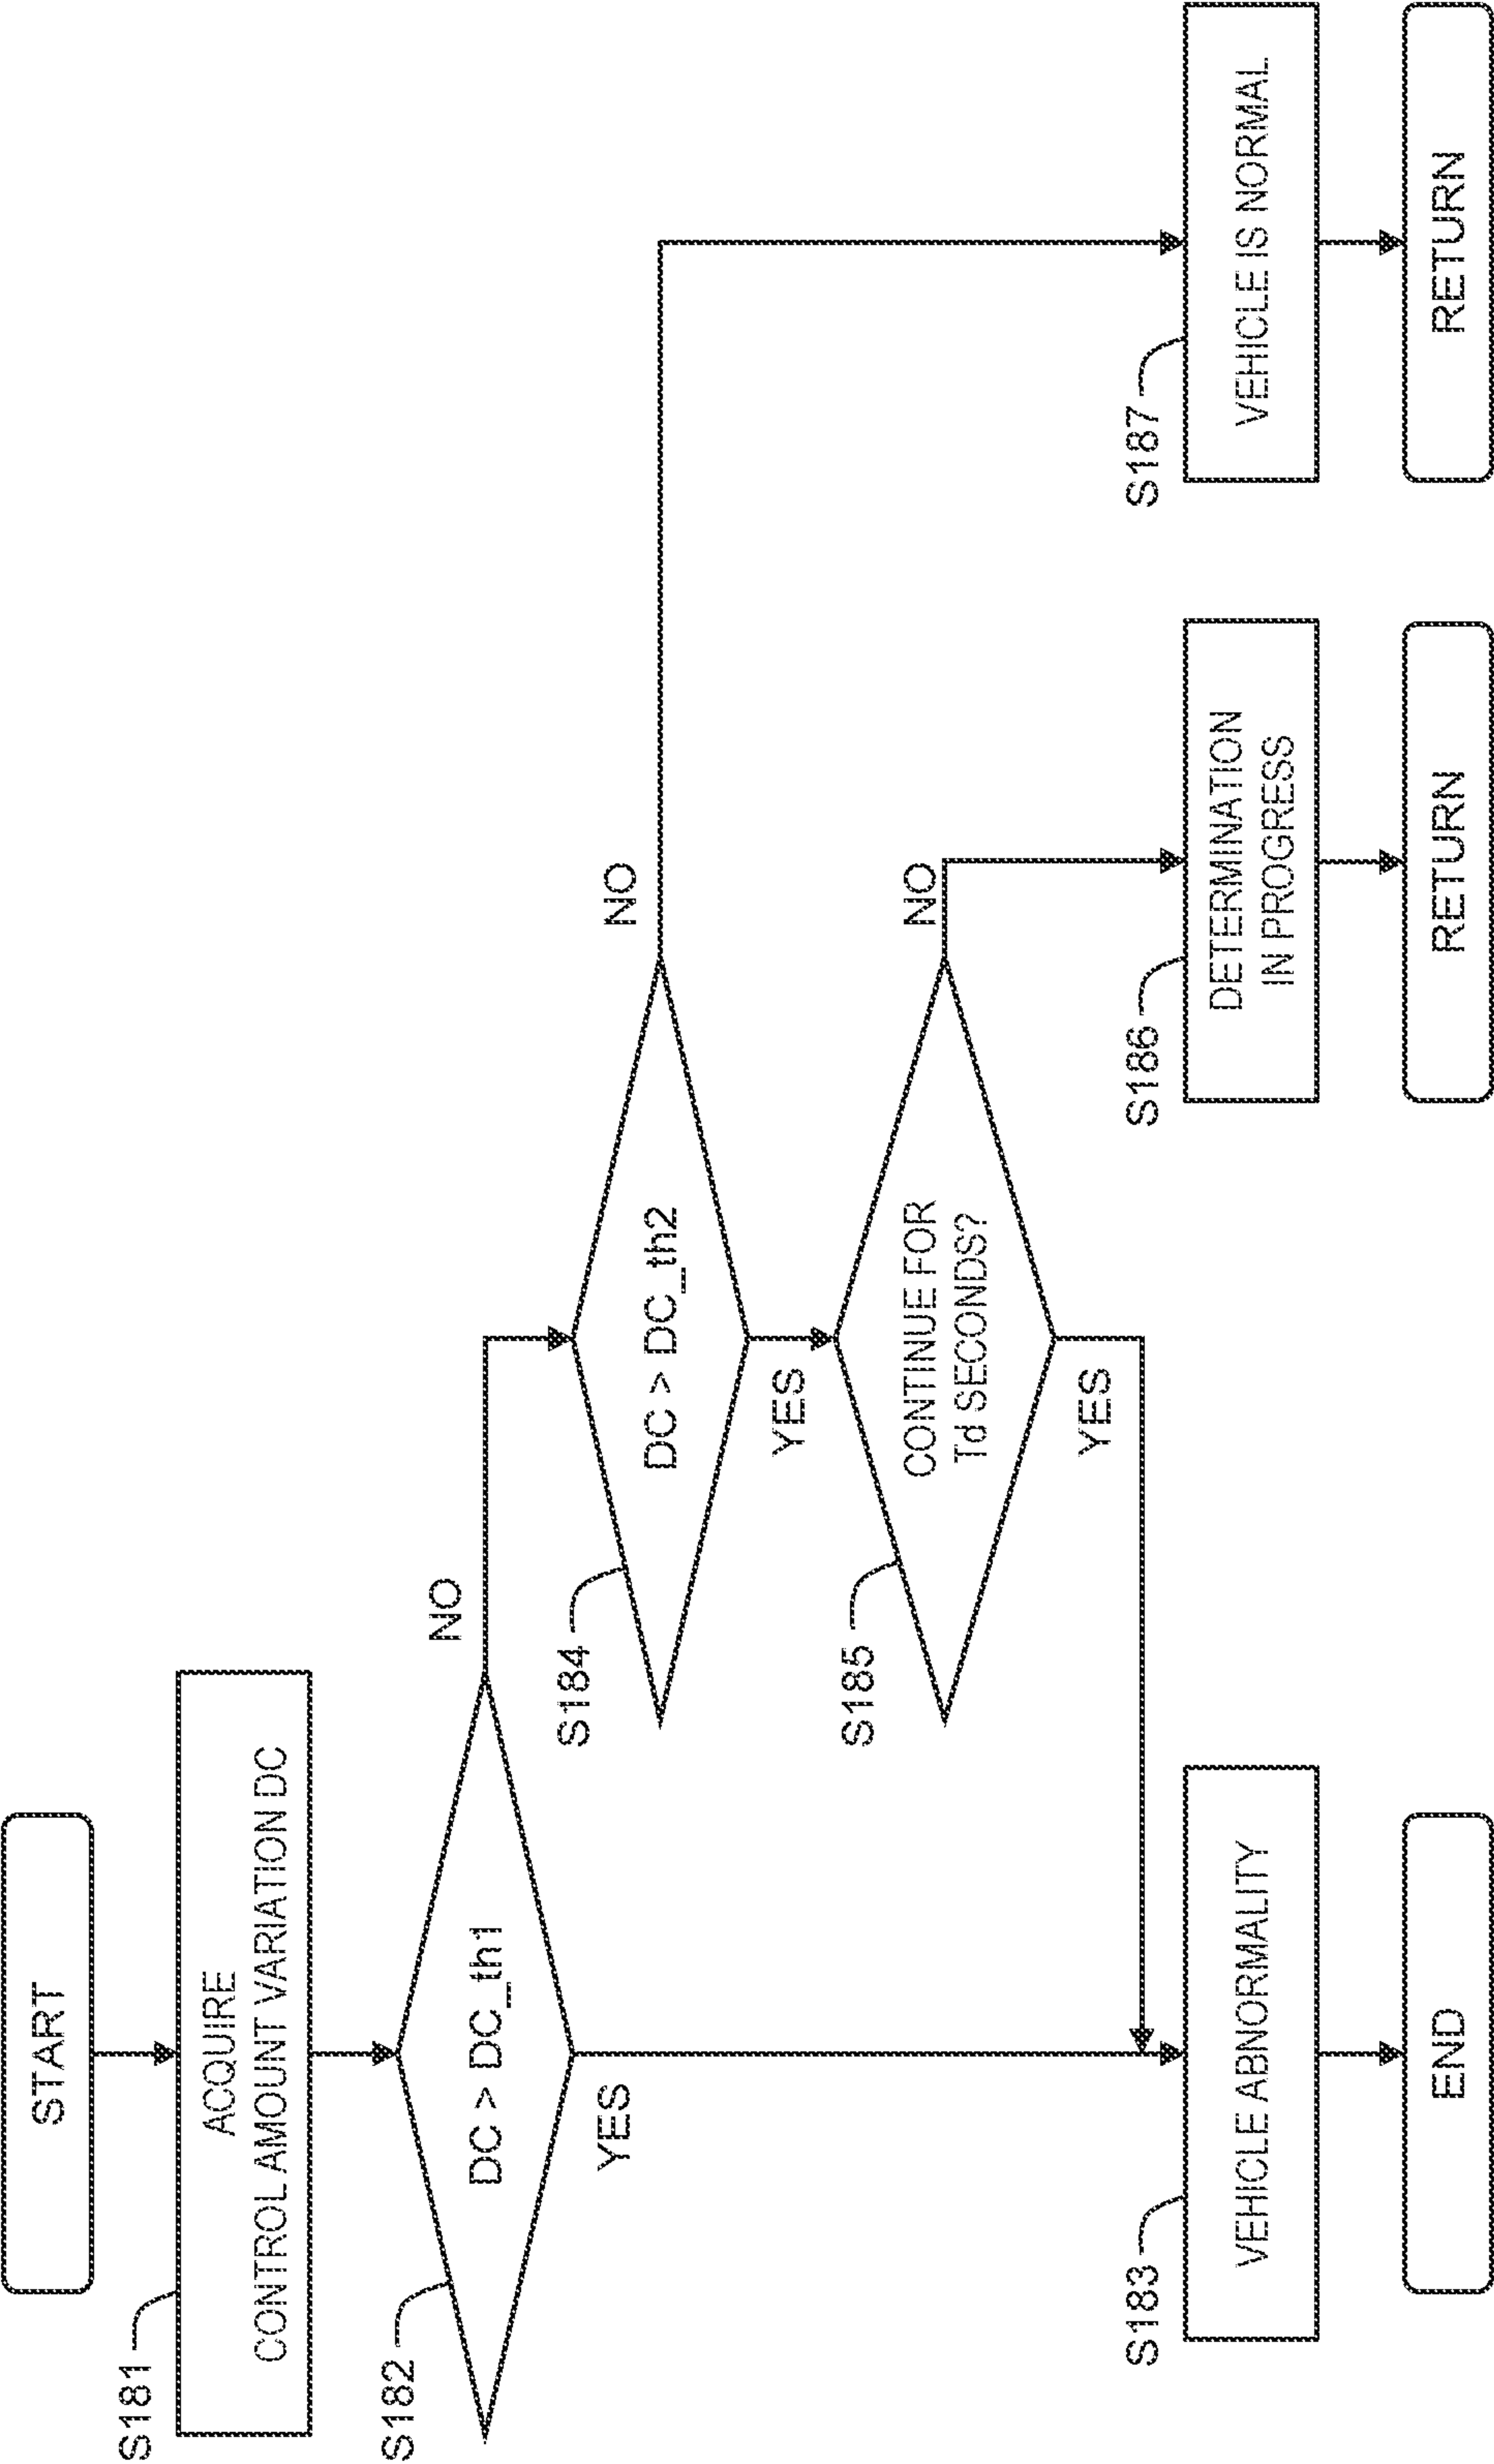 START
S181
ACQUIRE
CONTROL AMOUNT VARIATION DC
S182
DC > DC_th1
NO
YES
S184
DC > DC_th2
NO
YES
S185
CONTINUE FOR
Td SECONDS?
NO
YES
S183
VEHICLE ABNORMALITY
S186
DETERMINATION
IN PROGRESS
S187
VEHICLE IS NORMAL
END
RETURN
RETURN